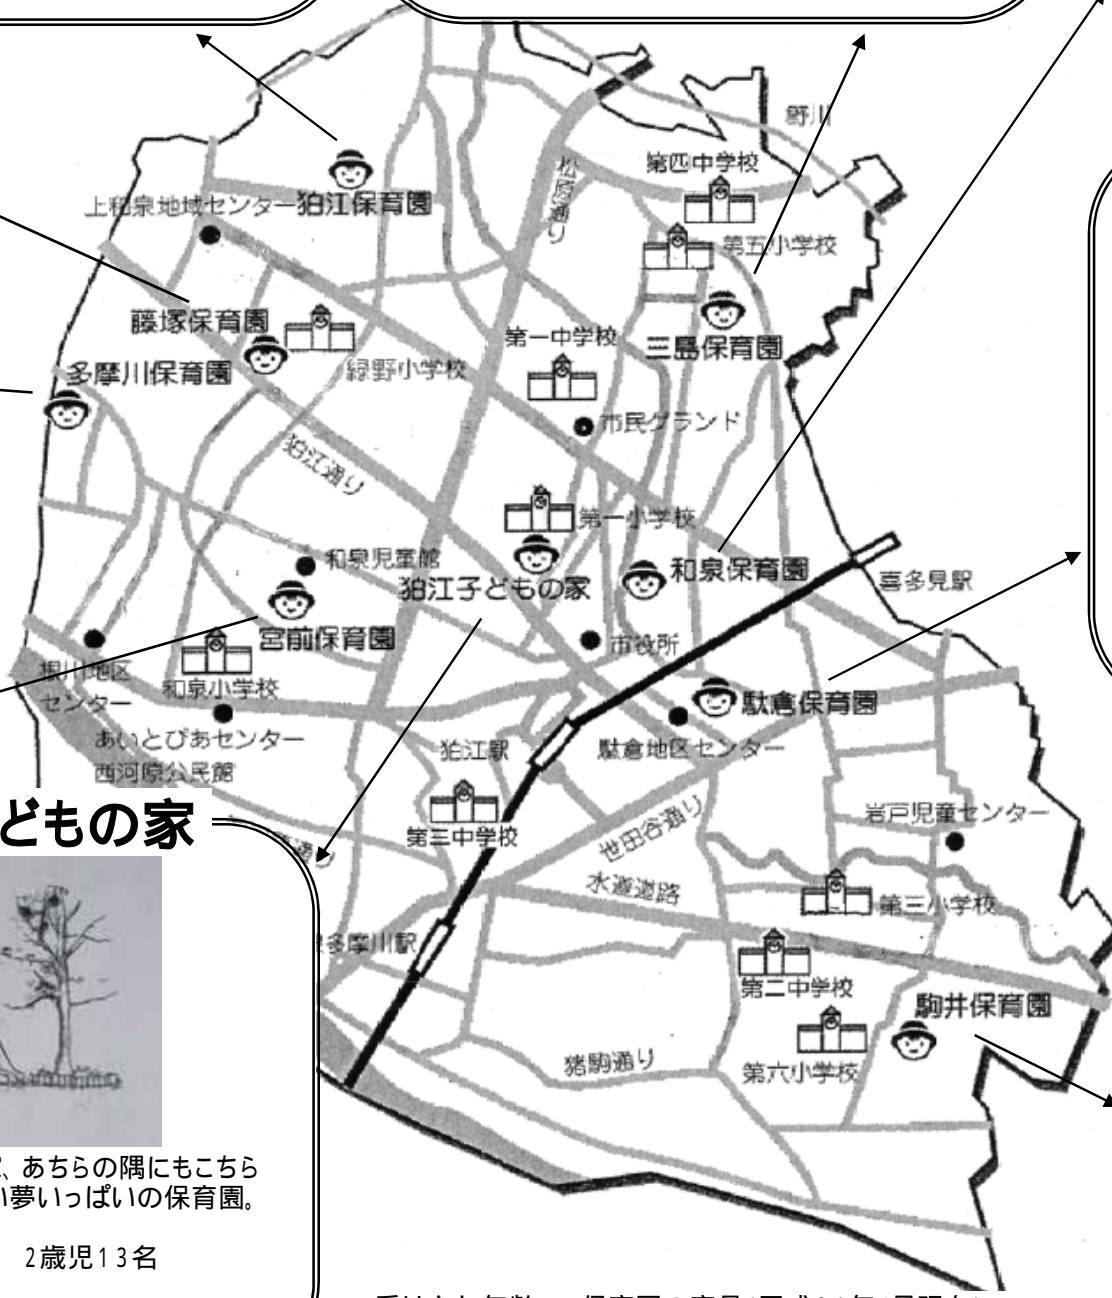 野川
第四中学校
松原通り
上和泉地域センター
狛江保育園
第五小学校
藤塚保育園
第一中学校
三島保育園
多摩川保育園
緑野小学校
市民グランド
狛江通り
第一小学校
和泉児童館
狛江子どもの家
和泉保育園
喜多見駅
宮前保育園
市役所
根川地区
センター
和泉小学校
駄倉保育園
あいとぴあセンター
狛江駅
駄倉地区センター
西河原公民館
どもの家
第三中学校
世田谷通り
岩戸児童センター
通り
水道道路
第三小学校
多摩川駅
第二中学校
駒井保育園
猪駒通り
第六小学校
、あちらの隅にもこちら
い夢いっぱいの保育園。
2歳児13名